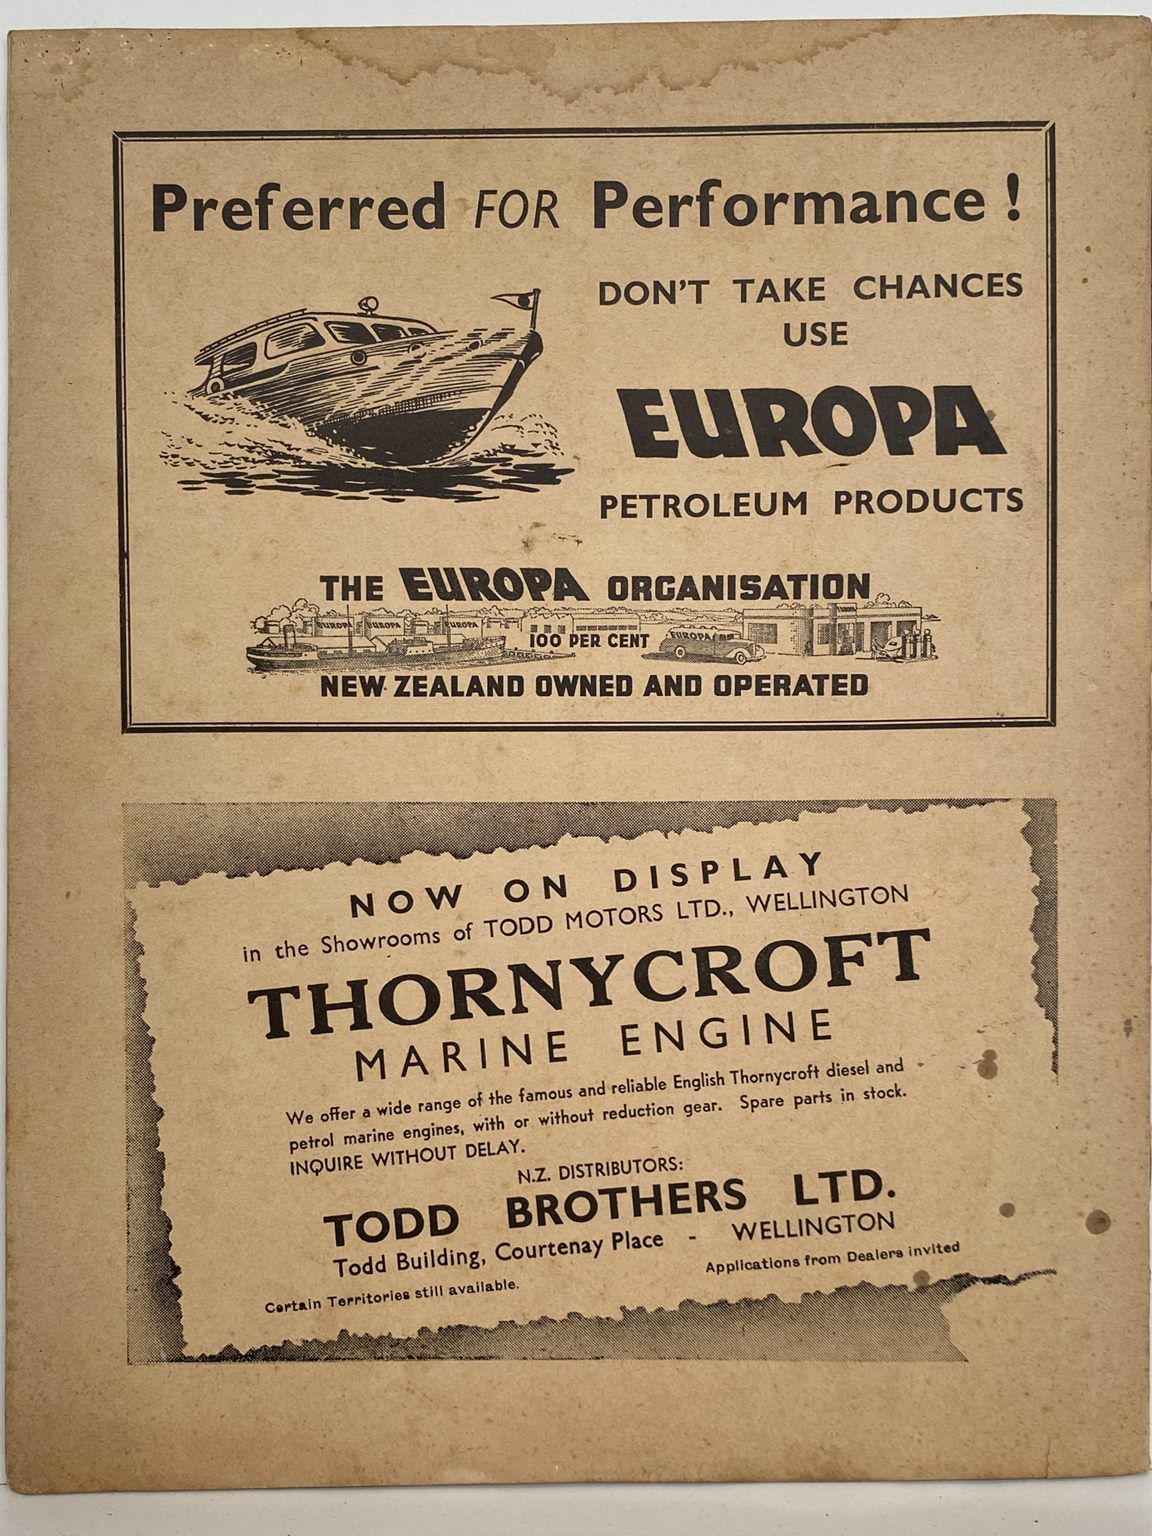 Preferred FOR Performance !
DON'T TAKE CHANCES
USE
EUROPA
PETROLEUM PRODUCTS
THE EUROPA ORGANISATION
EUROPA EUROPA EUROPA
100 PER CENT
EUROPA
NEW ZEALAND OWNED AND OPERATED
NOW ON DISPLAY
in the Showrooms of TODD MOTORS LTD., WELLINGTON
THORNYCROFT
MARINE ENGINE
We offer a wide range of the famous and reliable English Thornycroft diesel and
petrol marine engines, with or without reduction gear. Spare parts in stock.
INQUIRE WITHOUT DELAY.
N.Z. DISTRIBUTORS:
TODD BROTHERS LTD.
Todd Building, Courtenay Place - WELLINGTON
Certain Territories still available. Applications from Dealers invited